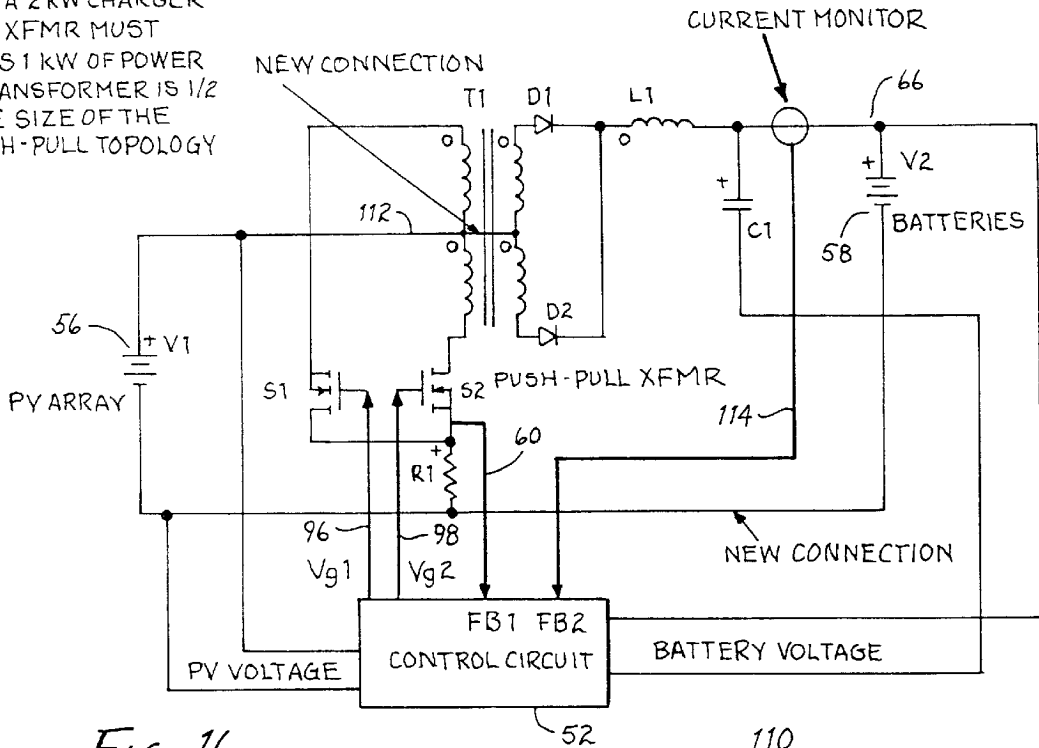 A 2 KW CHARGER
XFMR MUST
S 1 KW OF POWER
ANSFORMER IS 1/2
E SIZE OF THE
H-PULL TOPOLOGY
NEW CONNECTION
CURRENT MONITOR
T1
D1
L1
66
112
+
V2
58
BATTERIES
+
C1
56
+ V1
PV ARRAY
D2
S1
S2
PUSH-PULL XFMR
114
+
R1
60
96
98
Vg1
Vg2
NEW CONNECTION
FB1 FB2
PV VOLTAGE
CONTROL CIRCUIT
BATTERY VOLTAGE
52
110